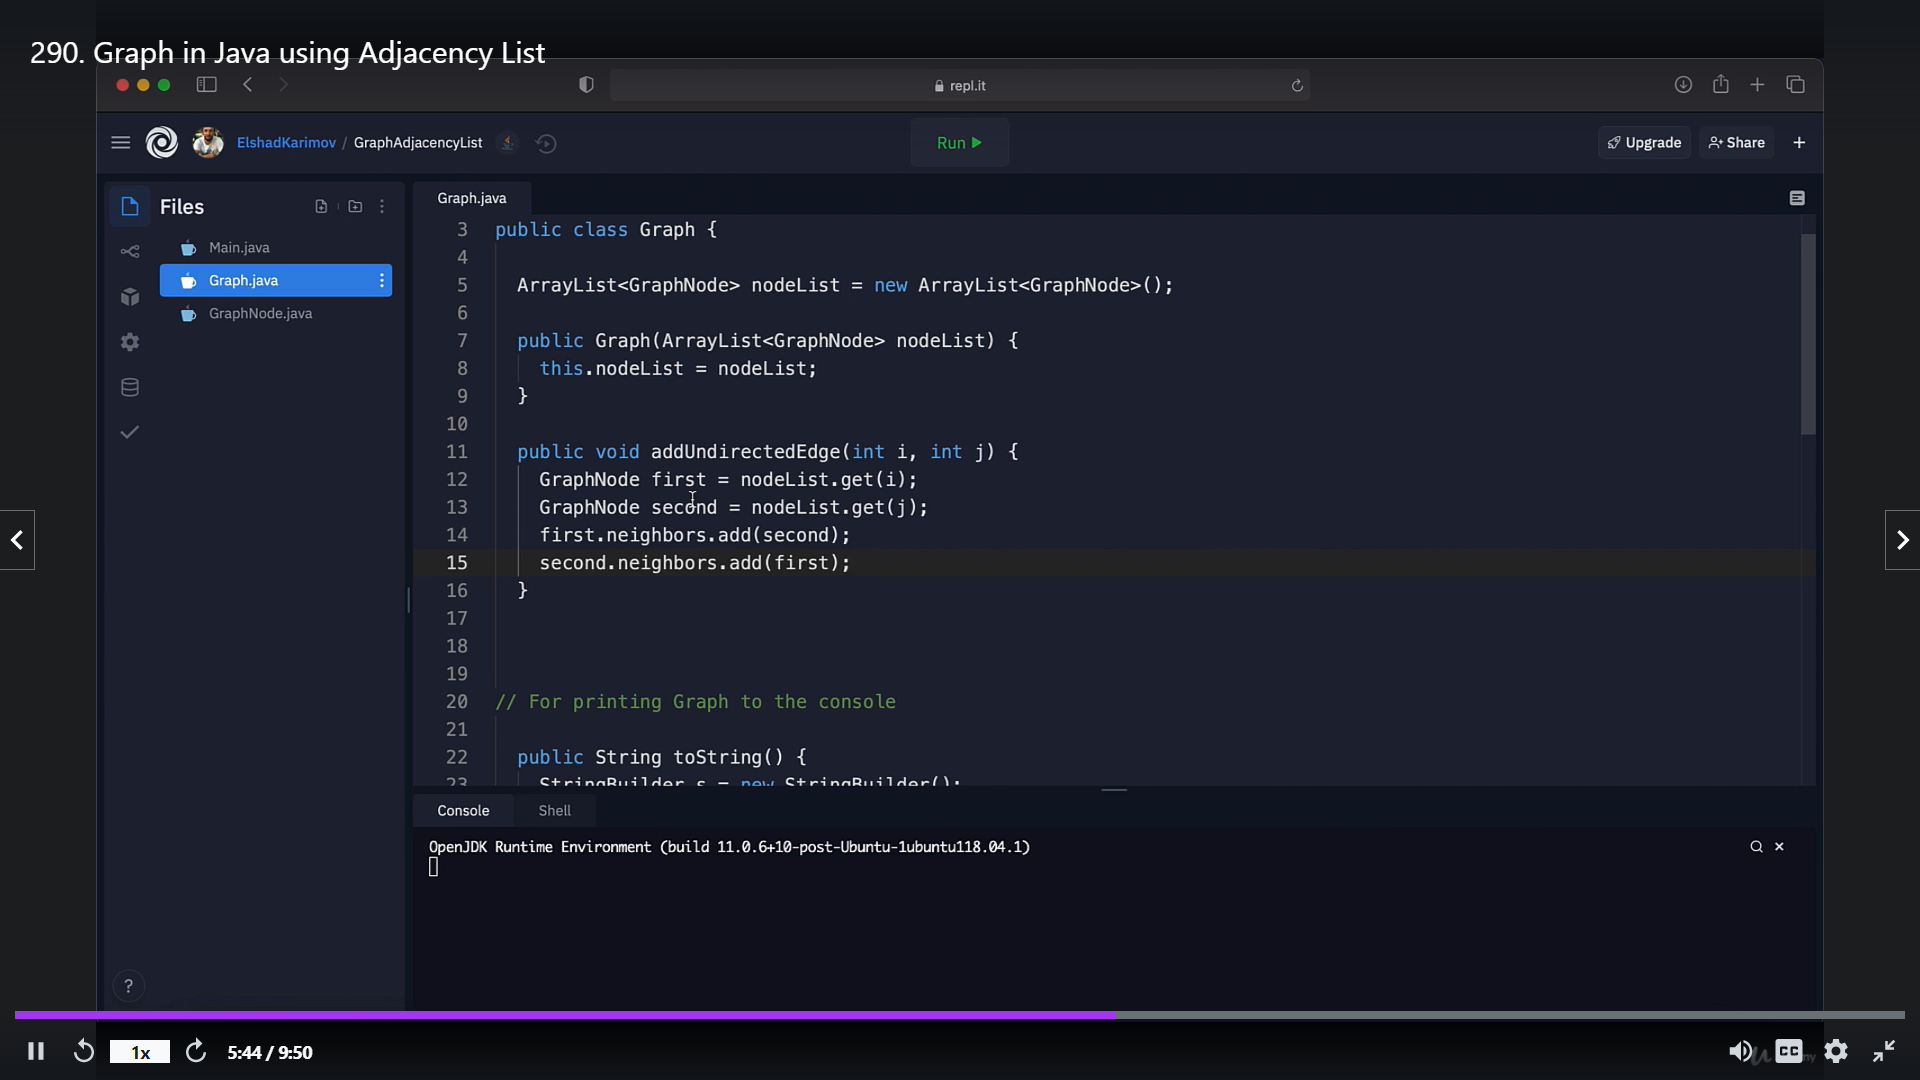 290. Graph in Java using Adjacency List
repl.it
ElshadKarimov / GraphAdjacencyList
Run
Upgrade
Share
Files
Main.java
Graph.java
GraphNode.java
Graph.java
3 public class Graph {
4
5 ArrayList<GraphNode> nodeList = new ArrayList<GraphNode>();
6
7 public Graph(ArrayList<GraphNode> nodeList) {
8 this.nodeList = nodeList;
9 }
10
11 public void addUndirectedEdge(int i, int j) {
12 GraphNode first = nodeList.get(i);
13 GraphNode second = nodeList.get(j);
14 first.neighbors.add(second);
15 second.neighbors.add(first);
16 }
17
18
19
20 // For printing Graph to the console
21
22 public String toString() {
23 StringBuilder s = new StringBuilder();
Console
Shell
OpenJDK Runtime Environment (build 11.0.6+10-post-Ubuntu-1ubuntu118.04.1)
?
1x
5:44 / 9:50
CC